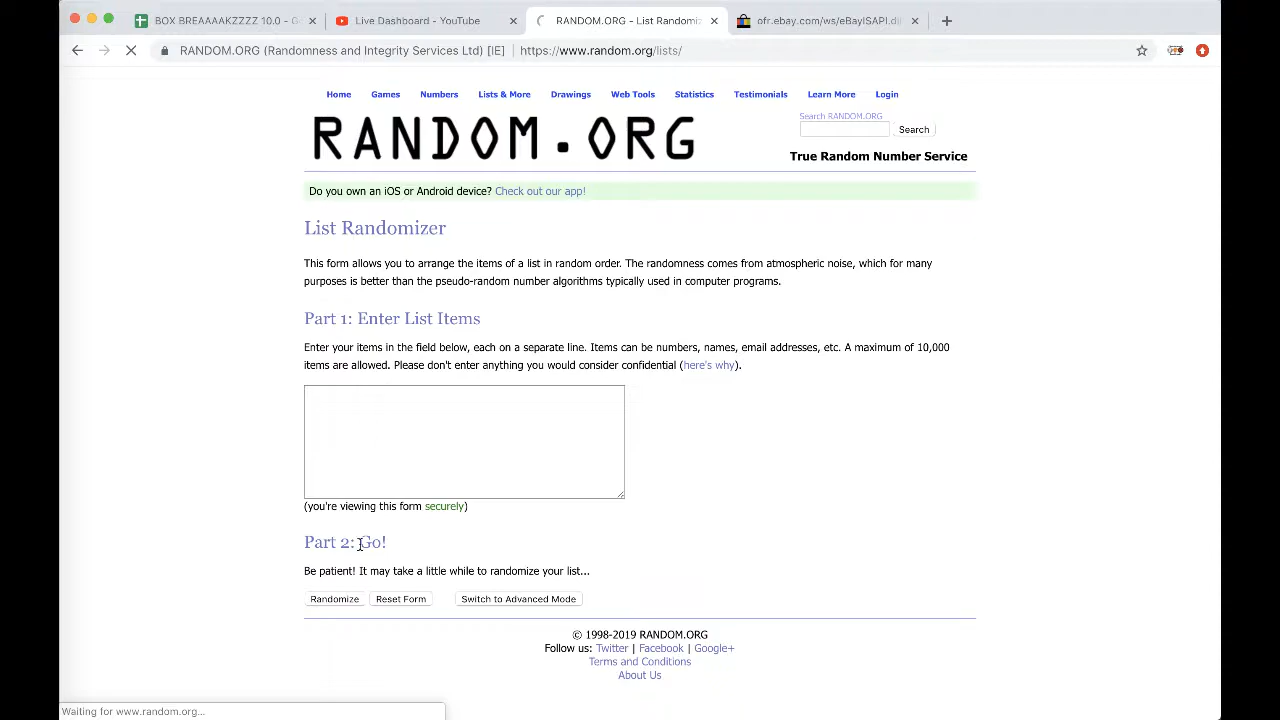 BOX BREAAAAKZZZZ 10.0 - G
Live Dashboard - YouTube
RANDOM.ORG - List Randomiz
ofr.ebay.com/ws/eBayISAPI.dll
RANDOM.ORG (Randomness and Integrity Services Ltd) [IE] | https://www.random.org/lists/
Home Games Numbers Lists & More Drawings Web Tools Statistics Testimonials Learn More Login
RANDOM.ORG
Search RANDOM.ORG
Search
True Random Number Service
Do you own an iOS or Android device? Check out our app!
List Randomizer
This form allows you to arrange the items of a list in random order. The randomness comes from atmospheric noise, which for many
purposes is better than the pseudo-random number algorithms typically used in computer programs.
Part 1: Enter List Items
Enter your items in the field below, each on a separate line. Items can be numbers, names, email addresses, etc. A maximum of 10,000
items are allowed. Please don't enter anything you would consider confidential (here's why).
(you're viewing this form securely)
Part 2: Go!
Be patient! It may take a little while to randomize your list...
Randomize Reset Form Switch to Advanced Mode
© 1998-2019 RANDOM.ORG
Follow us: Twitter | Facebook | Google+
Terms and Conditions
About Us
Waiting for www.random.org...